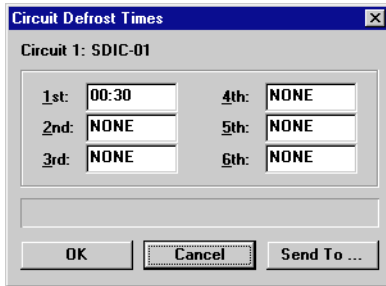 Circuit Defrost Times
Circuit 1: SDIC-01
1st: 00:30 4th: NONE
2nd: NONE 5th: NONE
3rd: NONE 6th: NONE
OK Cancel Send To ...